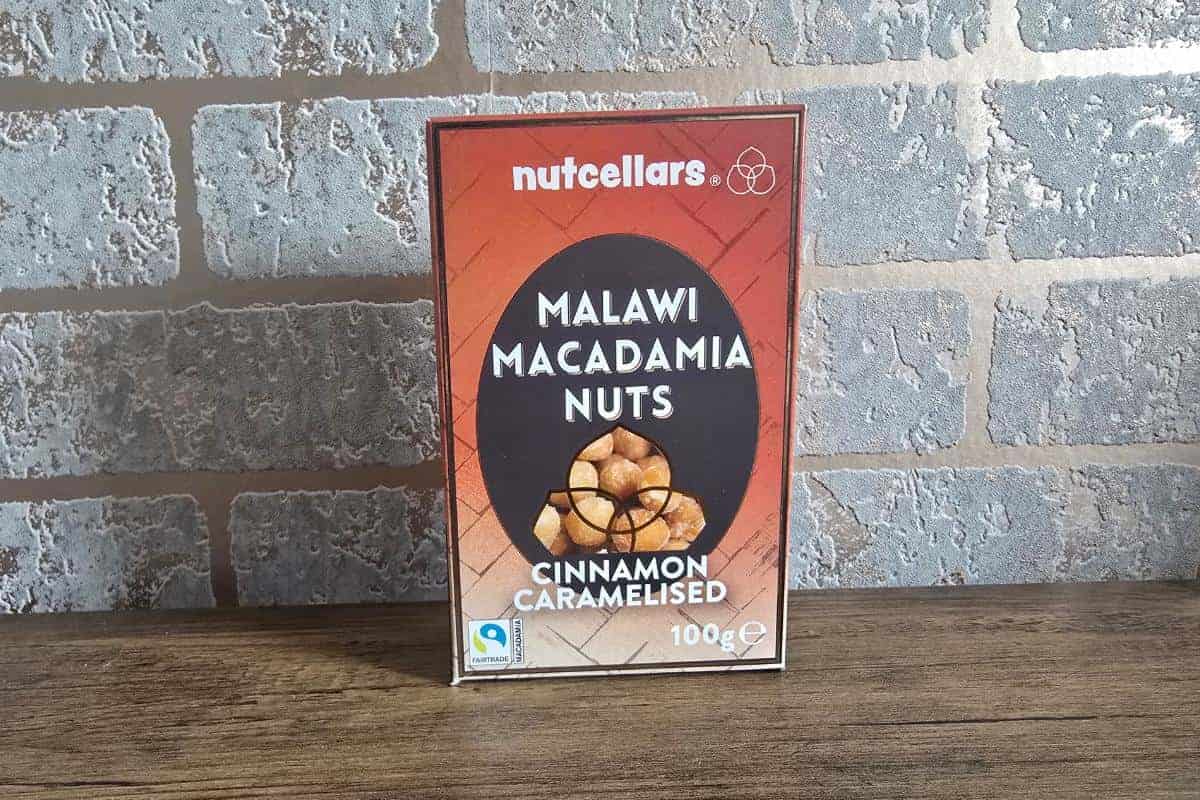 nutcellars®
MALAWI
MACADAMIA
NUTS
CINNAMON
CARAMELISED
100g ℮
FAIRTRADE
MACADAMIA